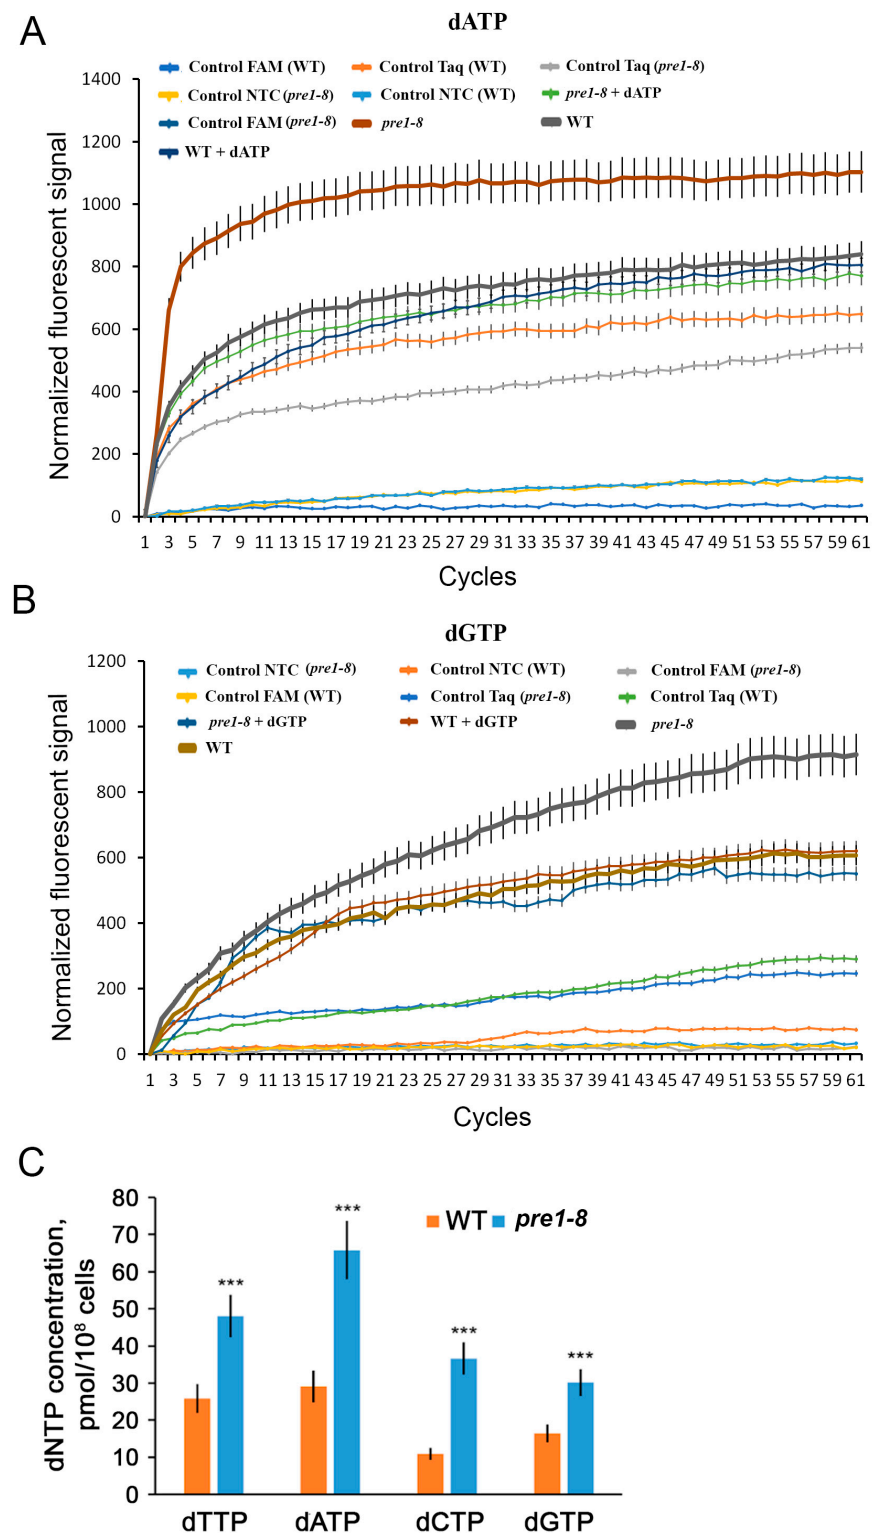 A
dATP
Control FAM (WT) Control Taq (WT) Control Taq (pre1-8)
Control NTC (pre1-8) Control NTC (WT) pre1-8 + dATP
Control FAM (pre1-8) pre1-8 WT
WT + dATP
Normalized fluorescent signal
1400
1200
1000
800
600
400
200
0
1 3 5 7 9 11 13 15 17 19 21 23 25 27 29 31 33 35 37 39 41 43 45 47 49 51 53 55 57 59 61
Cycles
B
dGTP
Control NTC (pre1-8) Control NTC (WT) Control FAM (pre1-8)
Control FAM (WT) Control Taq (pre1-8) Control Taq (WT)
pre1-8 + dGTP WT + dGTP pre1-8
WT
Normalized fluorescent signal
1200
1000
800
600
400
200
0
1 3 5 7 9 11 13 15 17 19 21 23 25 27 29 31 33 35 37 39 41 43 45 47 49 51 53 55 57 59 61
Cycles
C
dNTP concentration,
pmol/10⁸ cells
80
70
60
50
40
30
20
10
0
WT pre1-8
*** *** *** ***
dTTP dATP dCTP dGTP